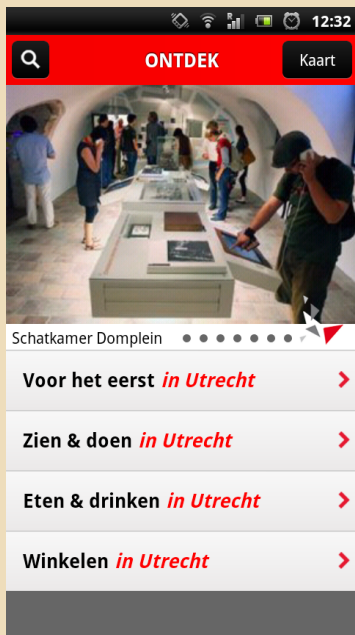 12:32
ONTDEK
Kaart
Schatkamer Domplein
Voor het eerst in Utrecht
Zien & doen in Utrecht
Eten & drinken in Utrecht
Winkelen in Utrecht